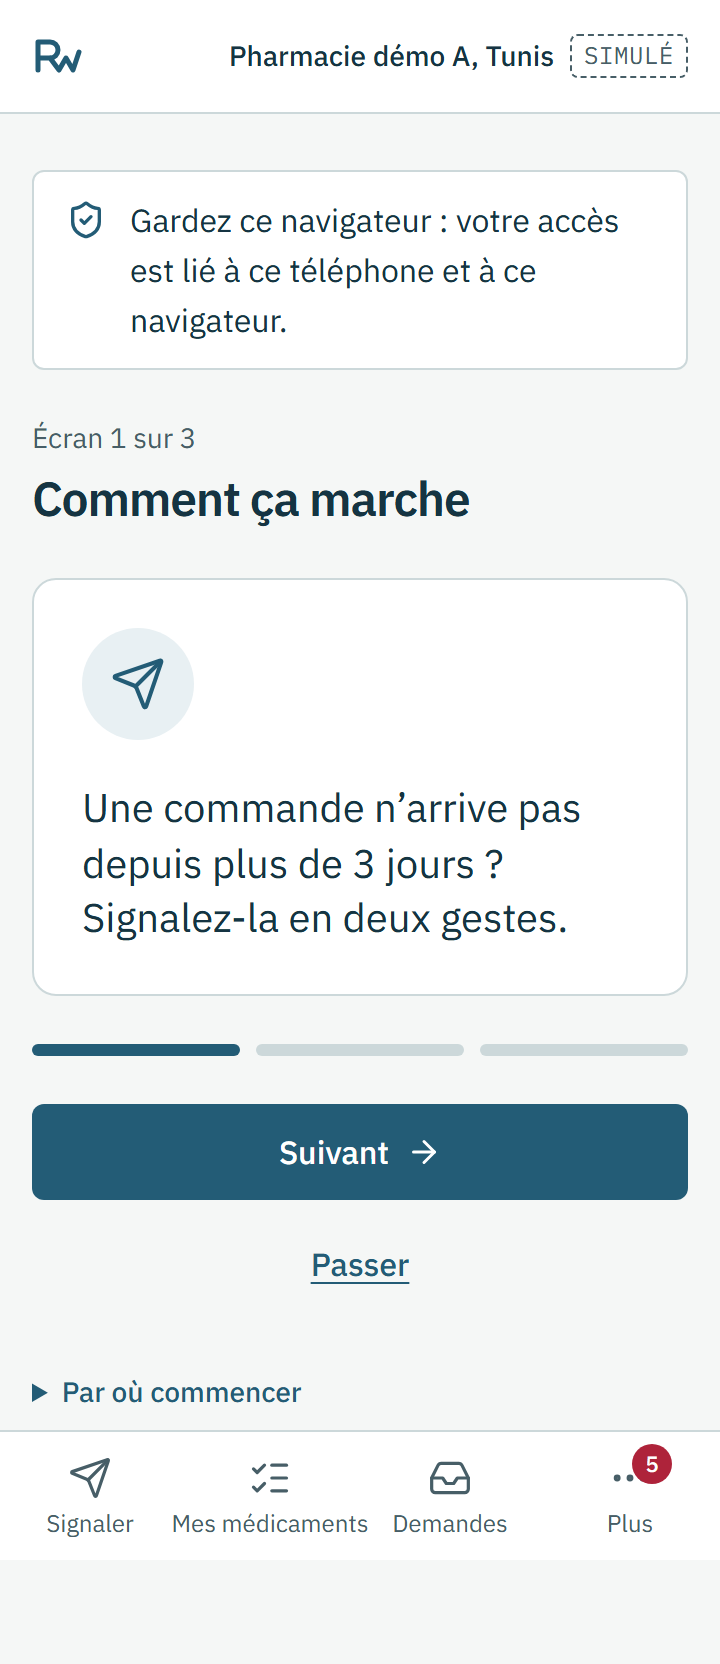 Rw
Pharmacie démo A, Tunis SIMULÉ
Gardez ce navigateur : votre accès
est lié à ce téléphone et à ce
navigateur.
Écran 1 sur 3
Comment ça marche
Une commande n’arrive pas
depuis plus de 3 jours ?
Signalez-la en deux gestes.
Suivant →
Passer
Par où commencer
5
Signaler Mes médicaments Demandes Plus